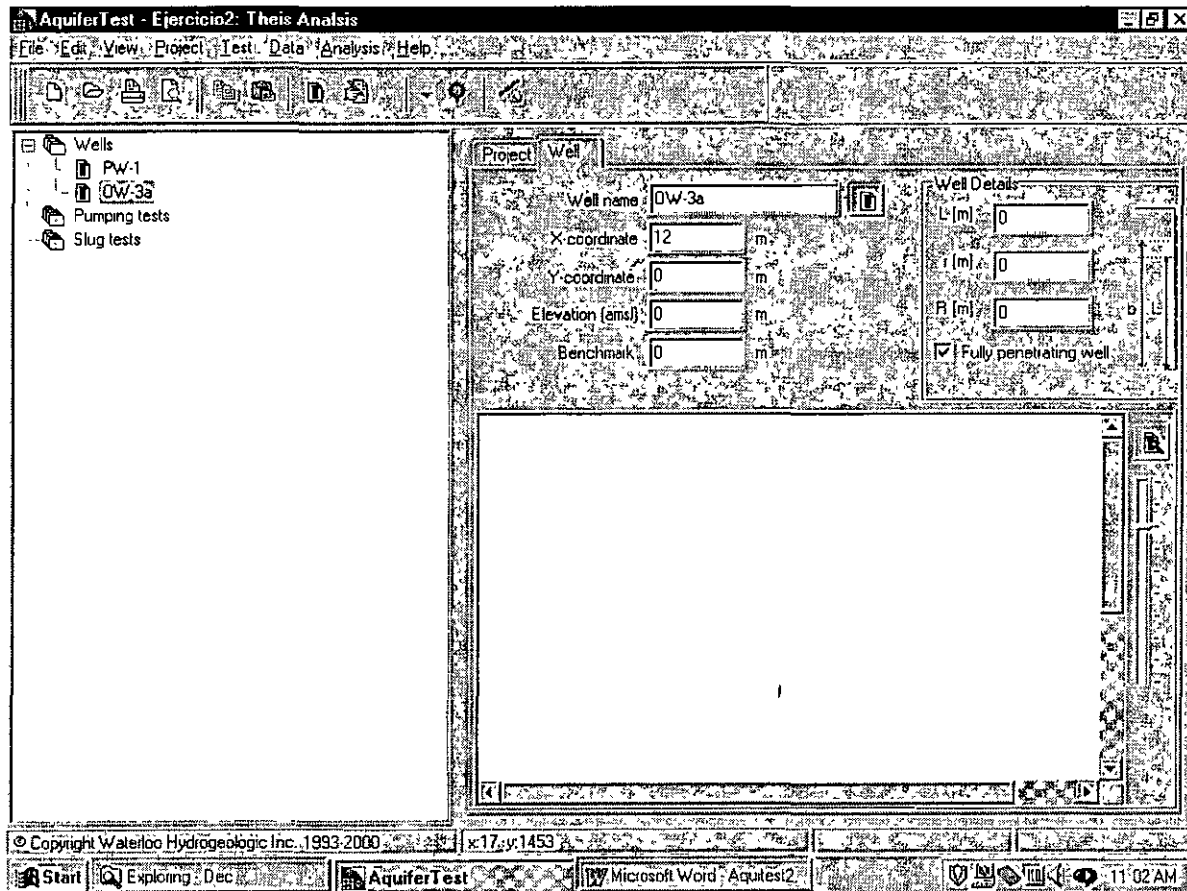 AquiferTest - Ejercicio2: Theis Analsis
File Edit View Project Test Data Analysis Help
Wells
PW-1
OW-3a
Pumping tests
Slug tests
Project Well
Well name OW-3a
X-coordinate 12 m
Y-coordinate 0 m
Elevation (amsl) 0 m
Benchmark 0 m
Well Details
L [m] 0
r [m] 0
R [m] 0
b L
Fully penetrating well
© Copyright Waterloo Hydrogeologic Inc. 1993-2000 x:17, y:1453
Start Exploring - Dec AquiferTest Microsoft Word - Aquitest2 11:02 AM